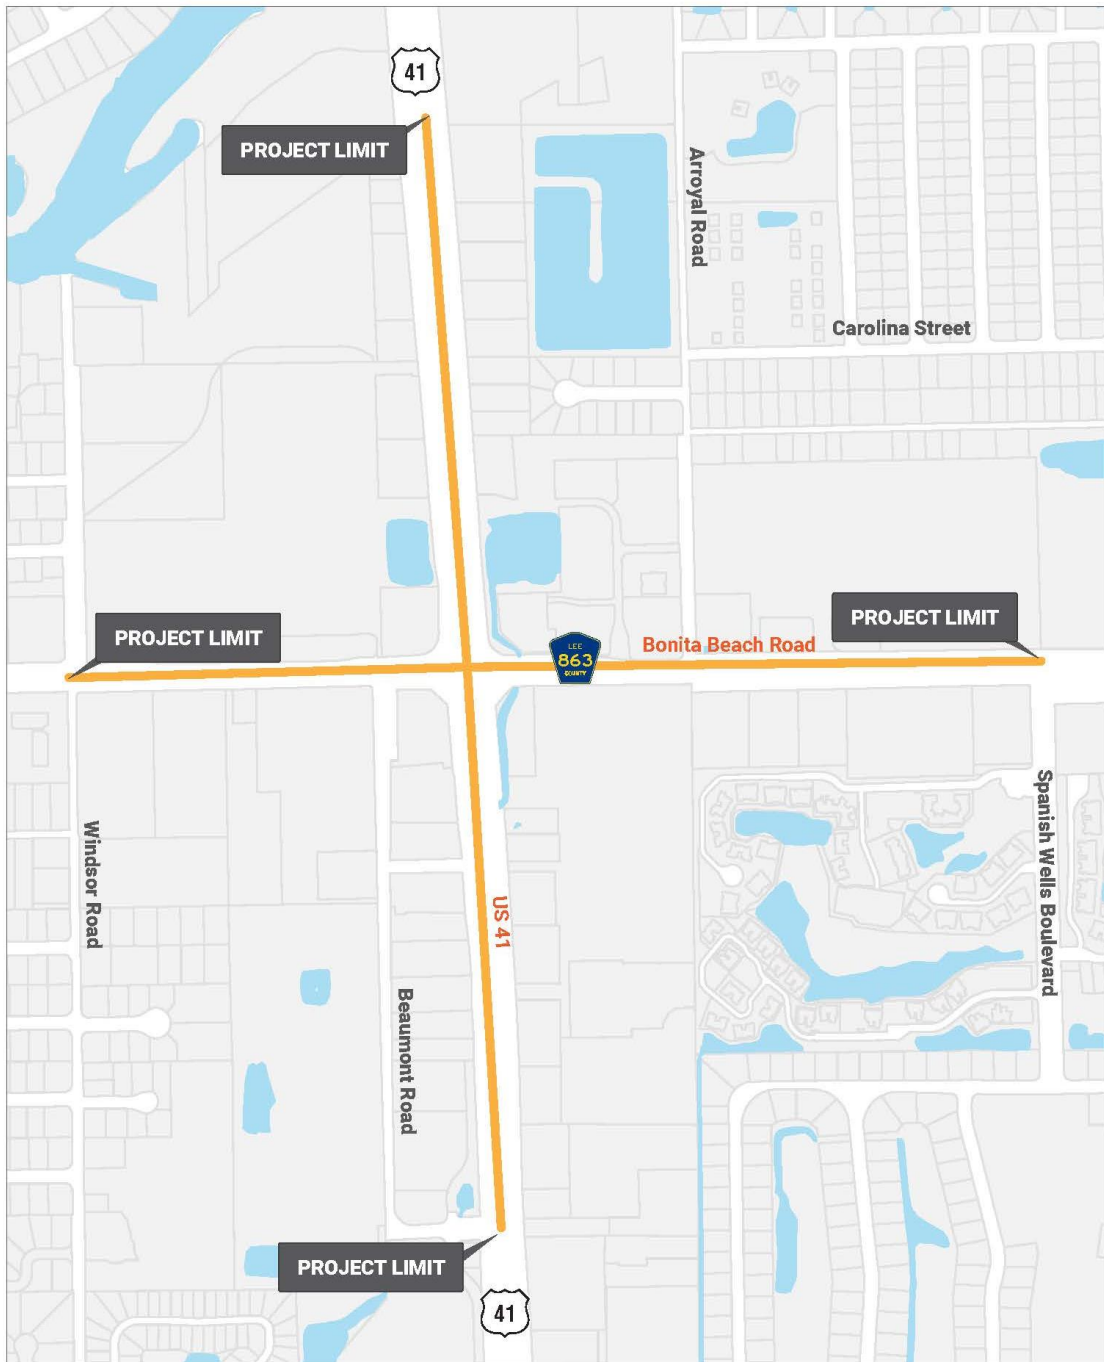 41
PROJECT LIMIT
Arroyal Road
Carolina Street
PROJECT LIMIT
PROJECT LIMIT
Bonita Beach Road
LEE
863
COUNTY
Spanish Wells Boulevard
Windsor Road
US 41
Beaumont Road
PROJECT LIMIT
41